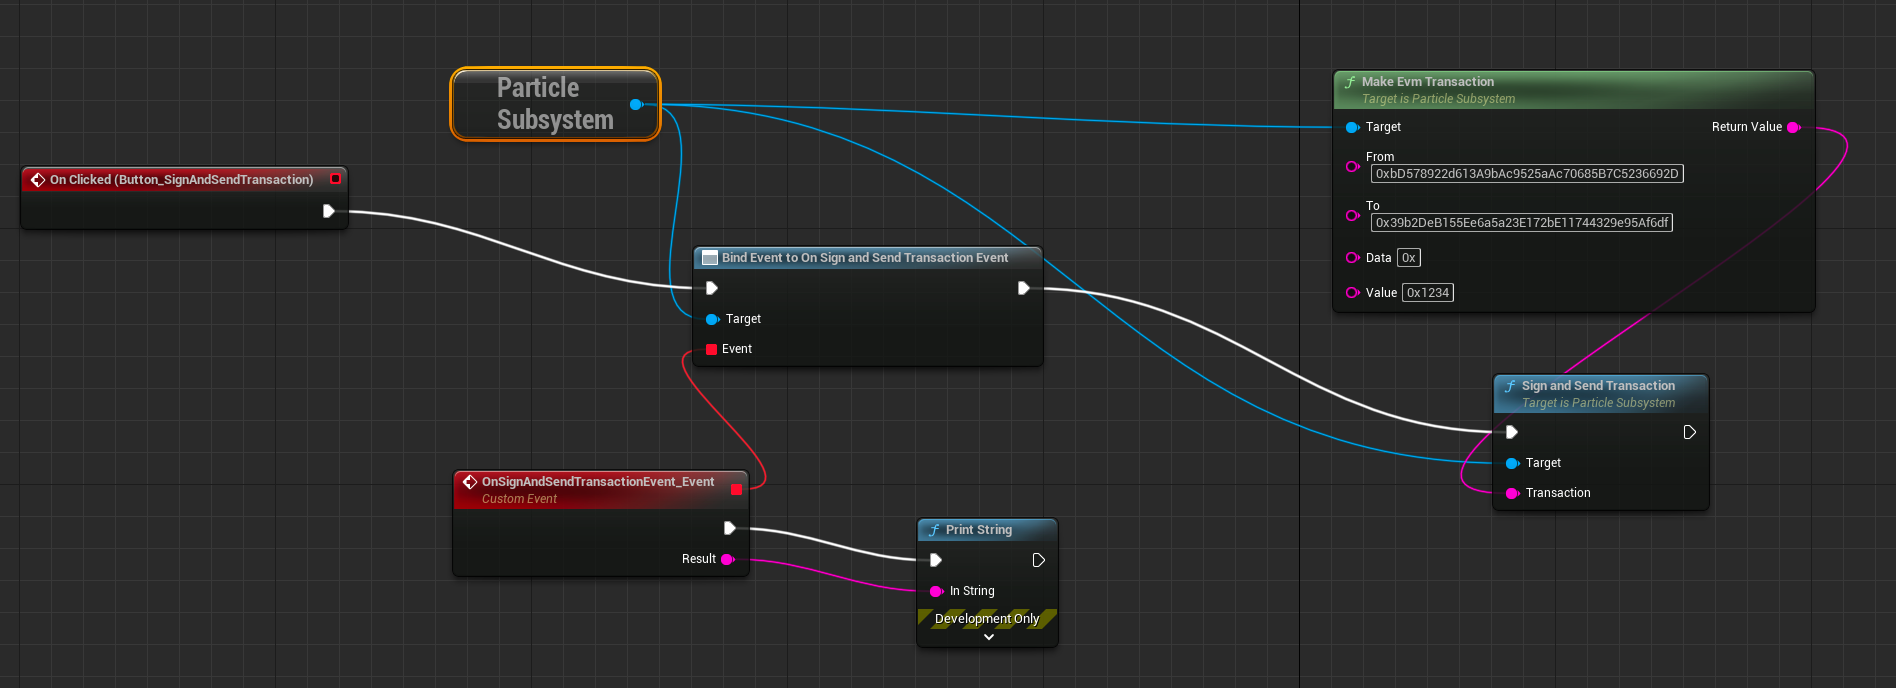 Particle
Subsystem
On Clicked (Button_SignAndSendTransaction)
Bind Event to On Sign and Send Transaction Event
Target
Event
OnSignAndSendTransactionEvent_Event
Custom Event
Result
f Print String
In String
Development Only
f Make Evm Transaction
Target is Particle Subsystem
Target Return Value
From
0xbD578922d613A9bAc9525aAc70685B7C5236692D
To
0x39b2DeB155Ee6a5a23E172bE11744329e95Af6df
Data 0x
Value 0x1234
f Sign and Send Transaction
Target is Particle Subsystem
Target
Transaction